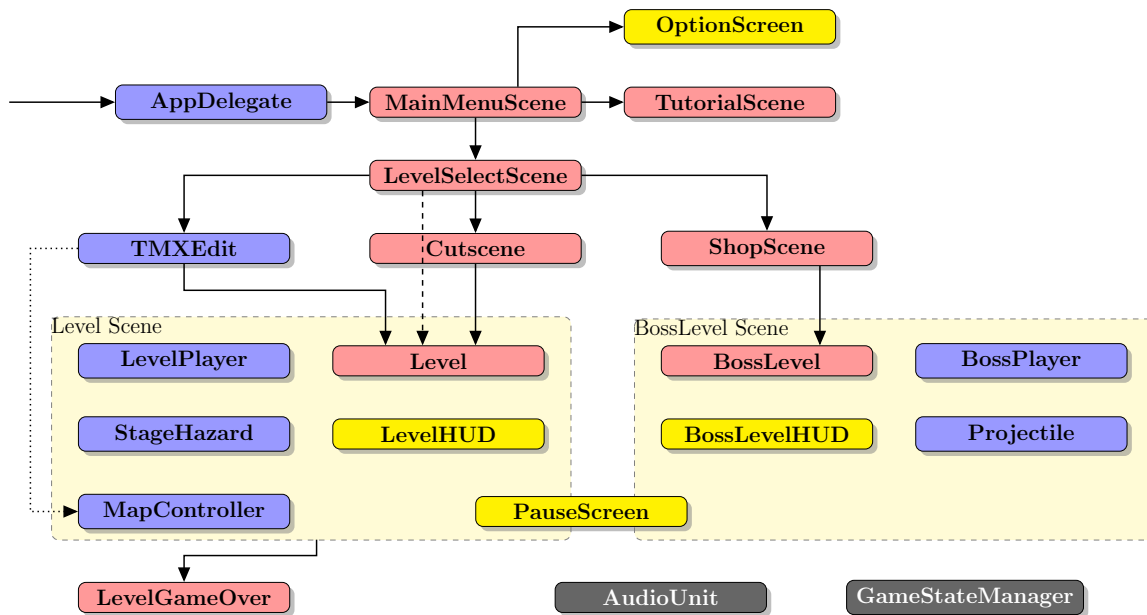 OptionScreen
AppDelegate
MainMenuScene
TutorialScene
LevelSelectScene
TMXEdit
Cutscene
ShopScene
Level Scene
BossLevel Scene
LevelPlayer
Level
BossLevel
BossPlayer
StageHazard
LevelHUD
BossLevelHUD
Projectile
MapController
PauseScreen
LevelGameOver
AudioUnit
GameStateManager